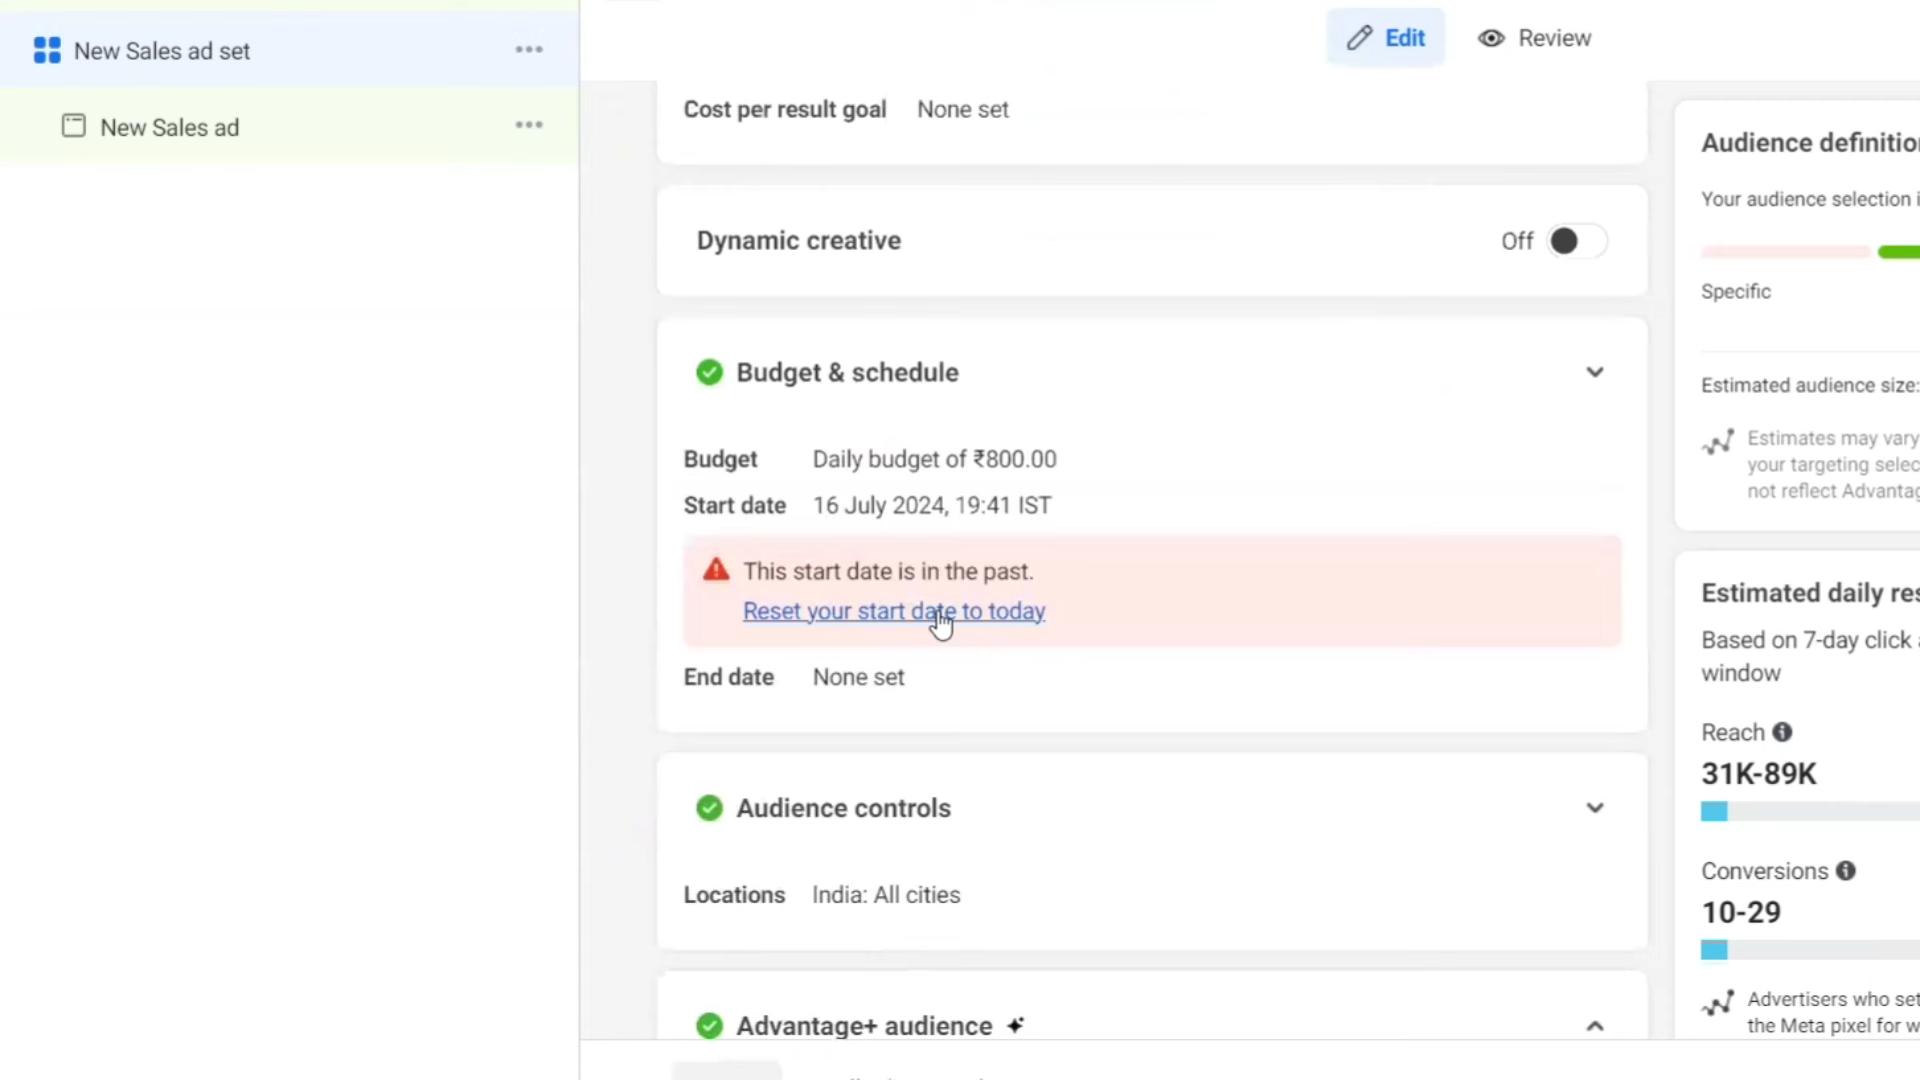 New Sales ad set
New Sales ad
Edit
Review
Cost per result goal None set
Dynamic creative
Off
Budget & schedule
Budget Daily budget of ₹800.00
Start date 16 July 2024, 19:41 IST
This start date is in the past.
Reset your start date to today
End date None set
Audience controls
Locations India: All cities
Advantage+ audience
Audience definitio
Your audience selection i
Specific
Estimated audience size:
Estimates may vary
your targeting selec
not reflect Advantag
Estimated daily res
Based on 7-day click
window
Reach
31K-89K
Conversions
10-29
Advertisers who set
the Meta pixel for w